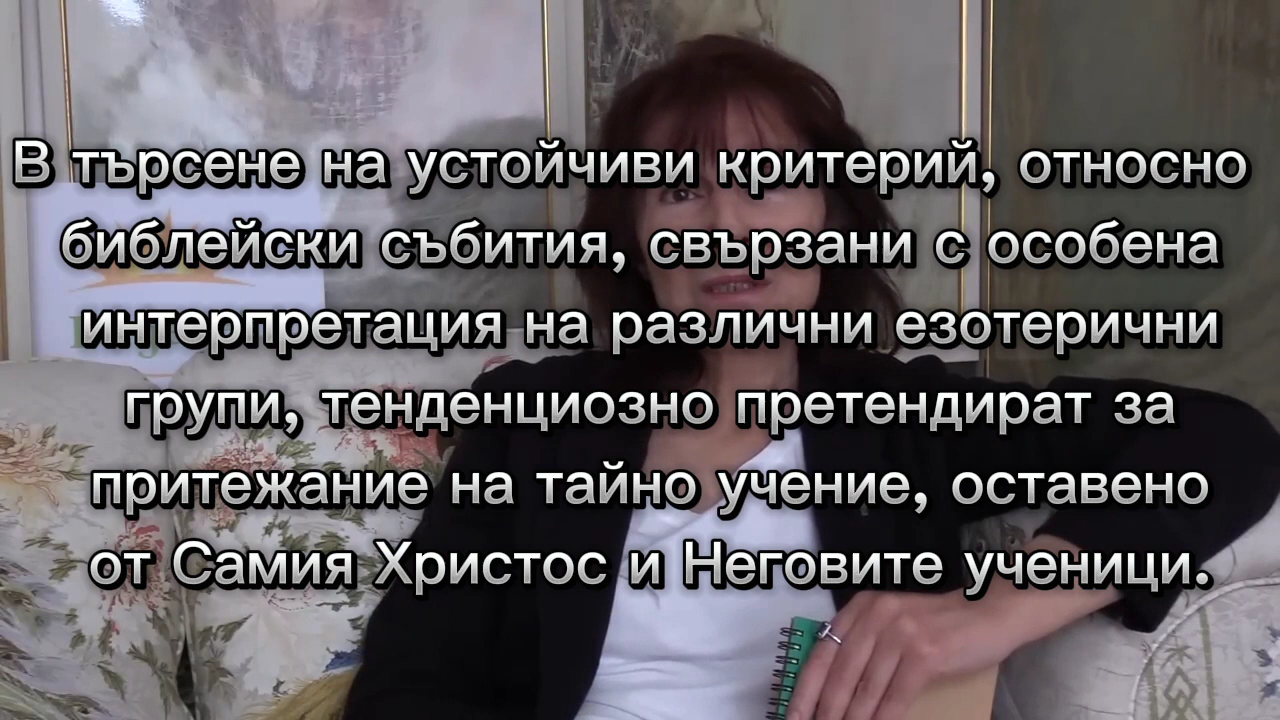 В търсене на устойчиви критерий, относно
библейски събития, свързани с особена
интерпретация на различни езотерични
групи, тенденциозно претендират за
притежание на тайно учение, оставено
от Самия Христос и Неговите ученици.